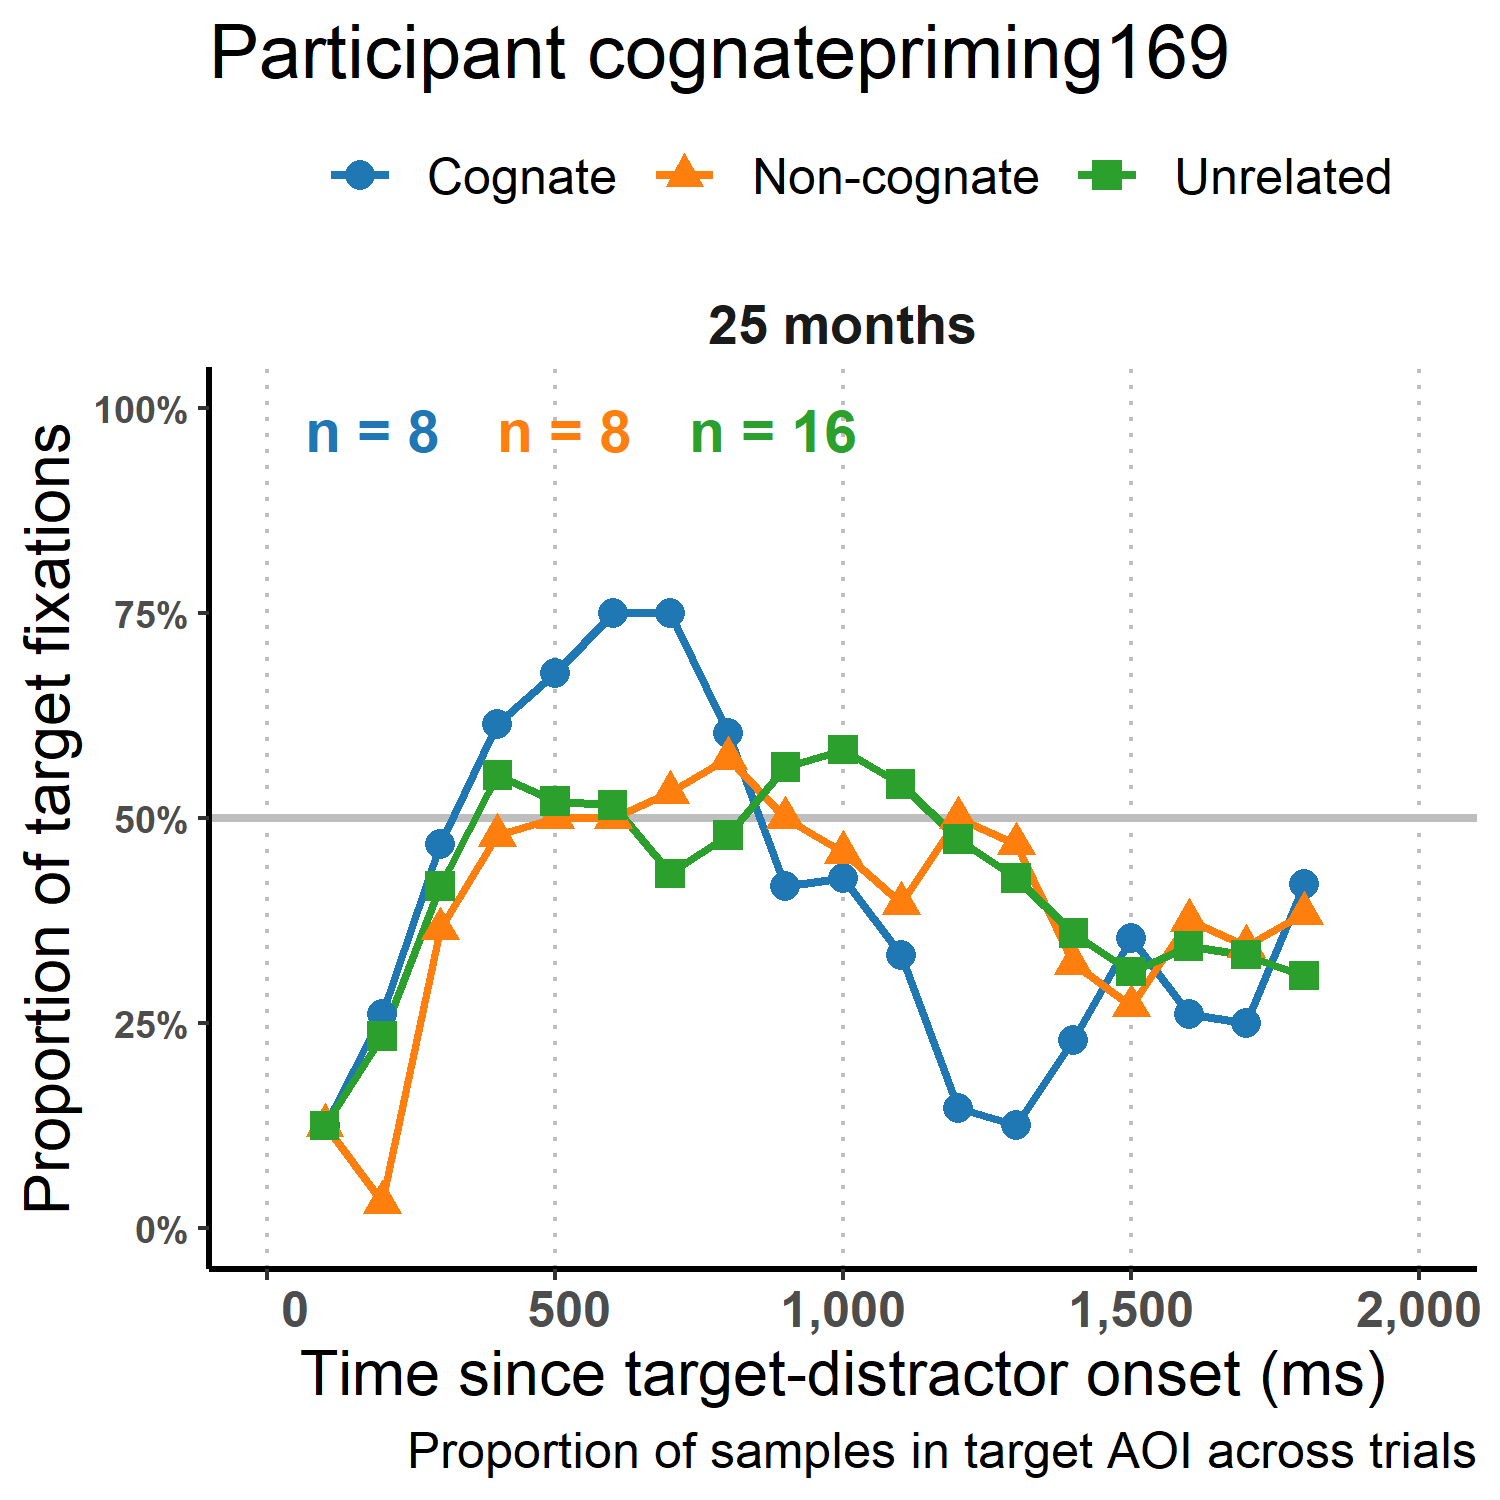 Participant cognatepriming169
Cognate Non-cognate Unrelated
25 months
n = 8 n = 8 n = 16
Proportion of target fixations
100%
75%
50%
25%
0%
0 500 1,000 1,500 2,000
Time since target-distractor onset (ms)
Proportion of samples in target AOI across trials